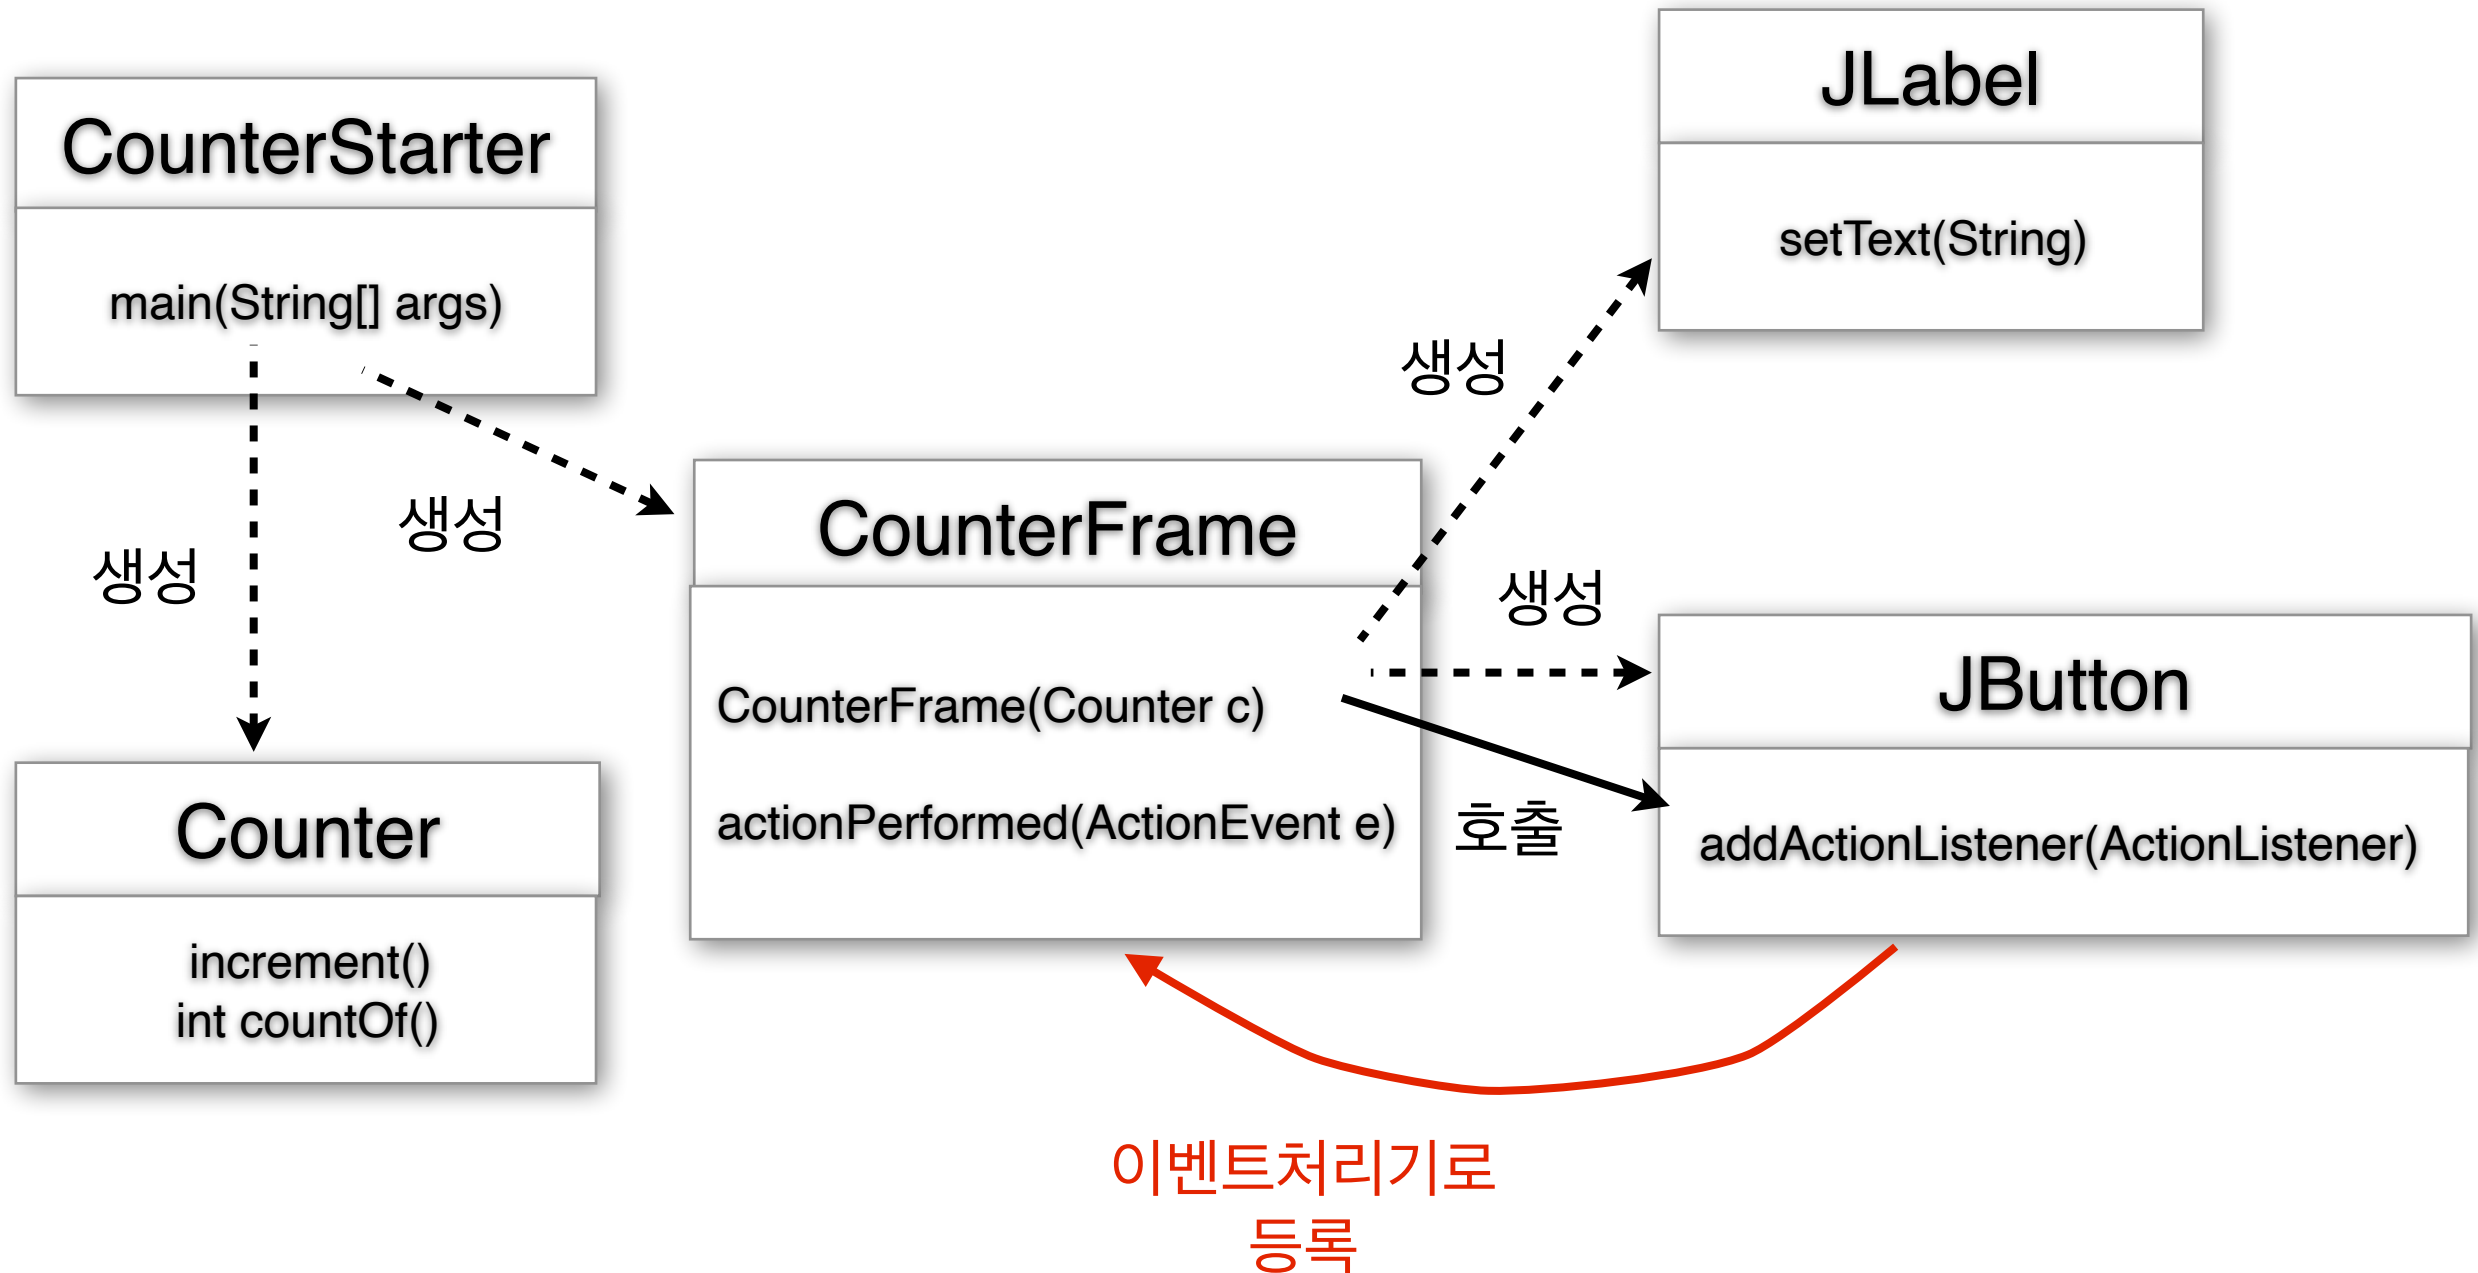 CounterStarter
main(String[] args)
생성
생성
Counter
increment()
int countOf()
CounterFrame
CounterFrame(Counter c)
actionPerformed(ActionEvent e)
생성
JLabel
setText(String)
생성
호출
JButton
addActionListener(ActionListener)
이벤트처리기로
등록